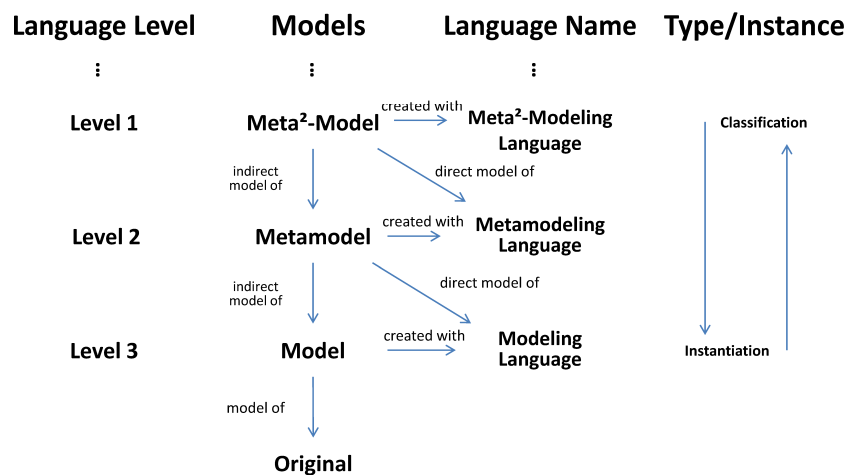 Language Level Models Language Name Type/Instance
⋮ ⋮ ⋮
created with
Level 1 Meta²-Model Meta²-Modeling Classification
Language
indirect
model of
direct model of
created with
Level 2 Metamodel Metamodeling
Language
indirect
model of
direct model of
created with
Level 3 Model Modeling
Language
Instantiation
model of
Original